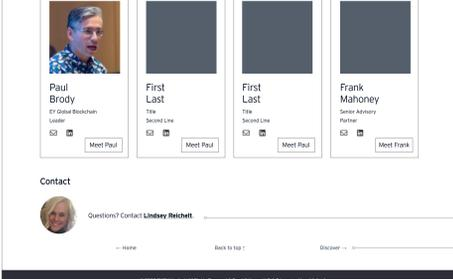 Paul
Brody
EY Global Blockchain
Leader
Meet Paul
First
Last
Title
Second Line
Meet Paul
First
Last
Title
Second Line
Meet Paul
Frank
Mahoney
Senior Advisory
Partner
Meet Frank
Contact
Questions? Contact Lindsey Reichelt.
← Home
Back to top ↑
Discover →